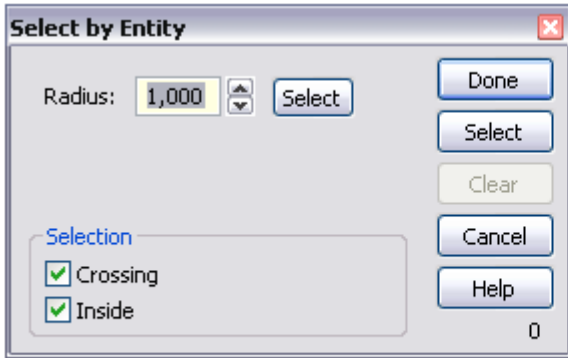 Select by Entity
Radius: 1,000 Select
Done
Select
Clear
Selection
Crossing
Inside
Cancel
Help
0